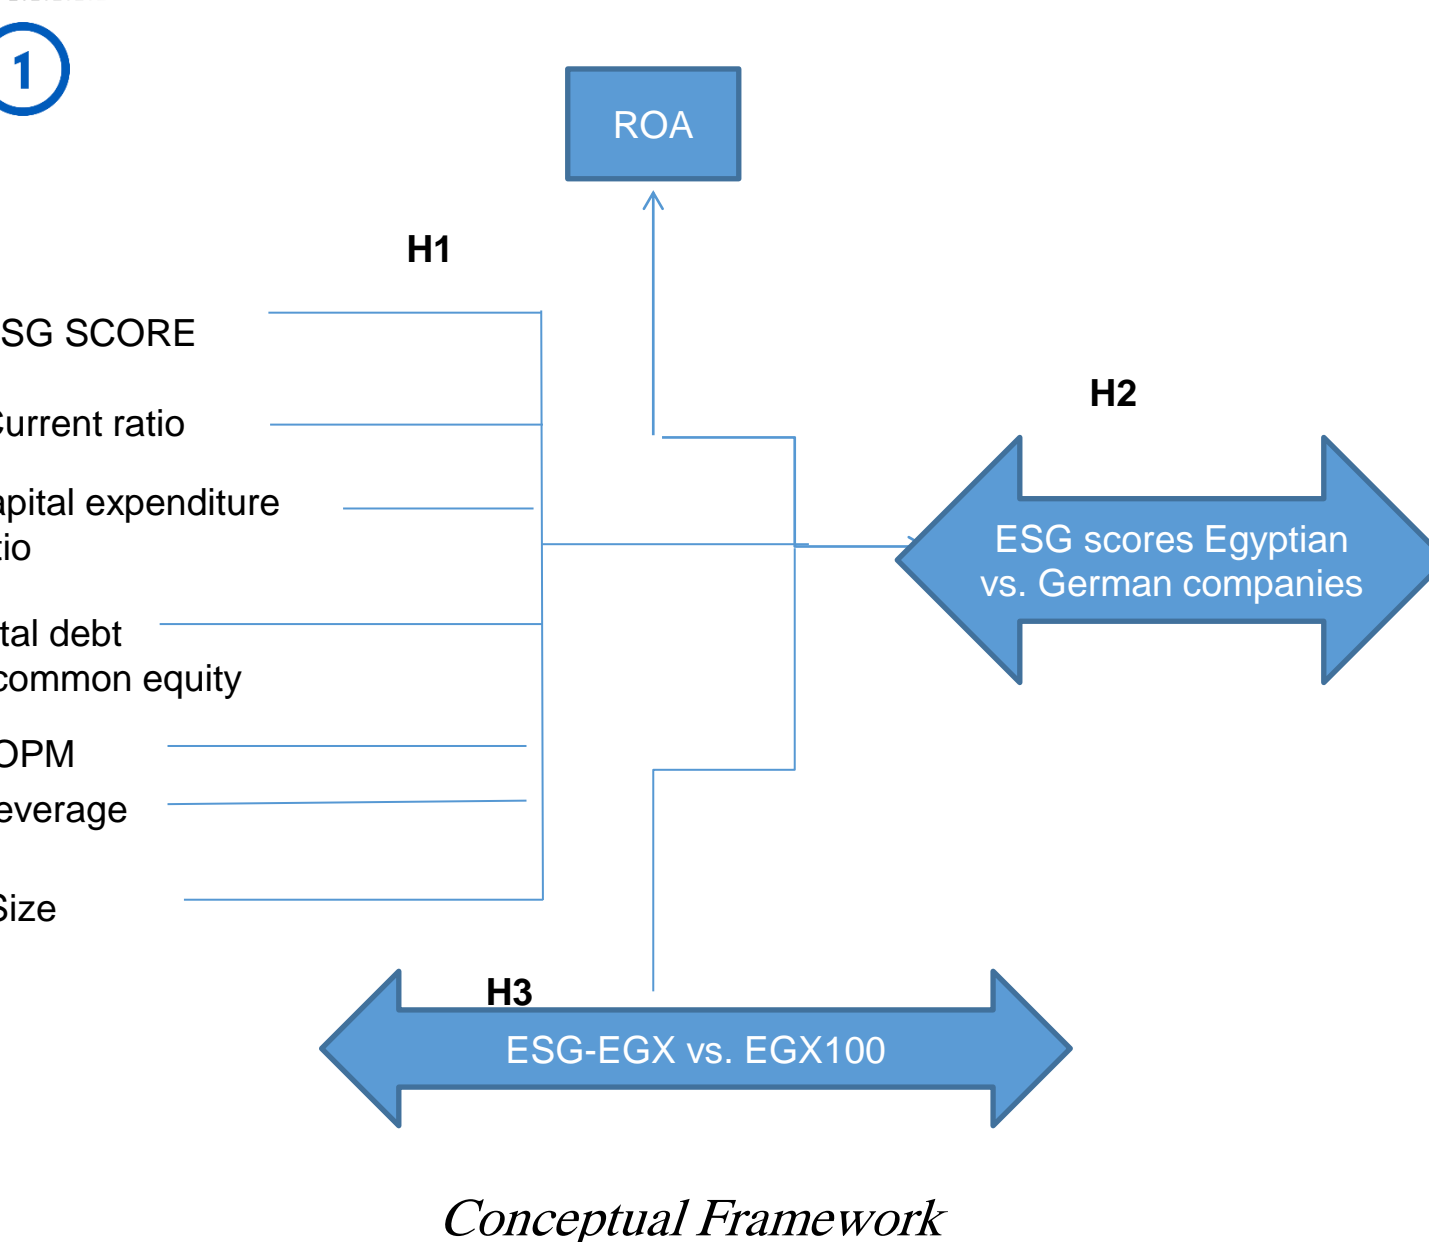 1
ROA
H1
SG SCORE
Current ratio
apital expenditure
tio
H2
ESG scores Egyptian
vs. German companies
tal debt
common equity
OPM
everage
Size
H3
ESG-EGX vs. EGX100
Conceptual Framework